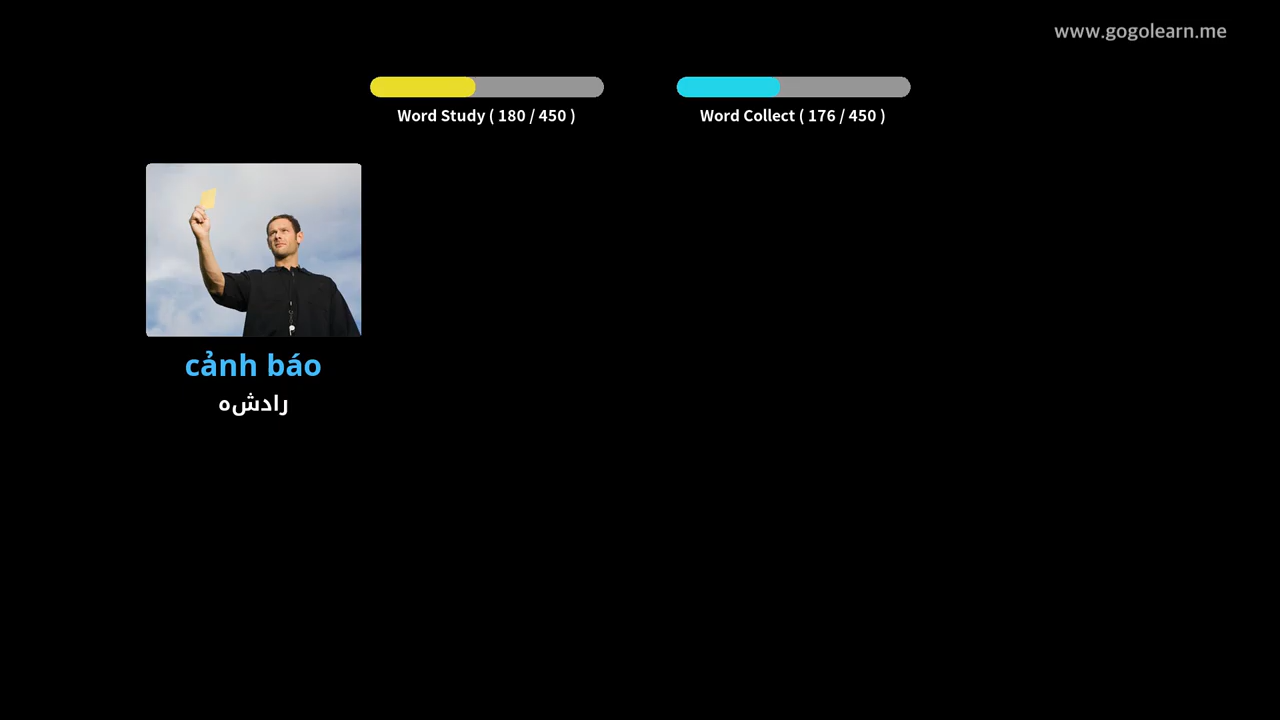 www.gogolearn.me
Word Study ( 180 / 450 )
Word Collect ( 176 / 450 )
cảnh báo
رادشه